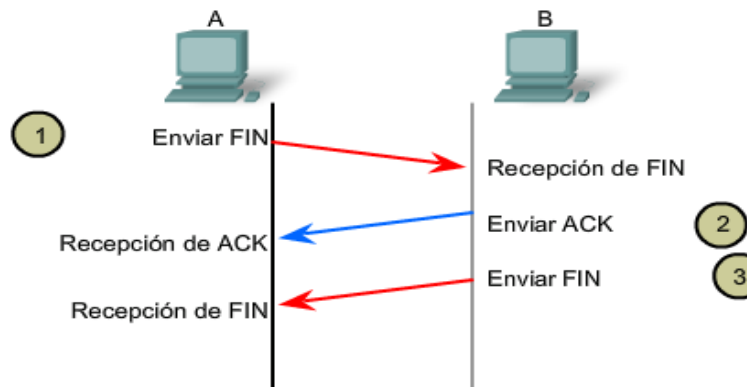 A
B
1
Enviar FIN
Recepción de FIN
Enviar ACK
2
Recepción de ACK
Enviar FIN
3
Recepción de FIN